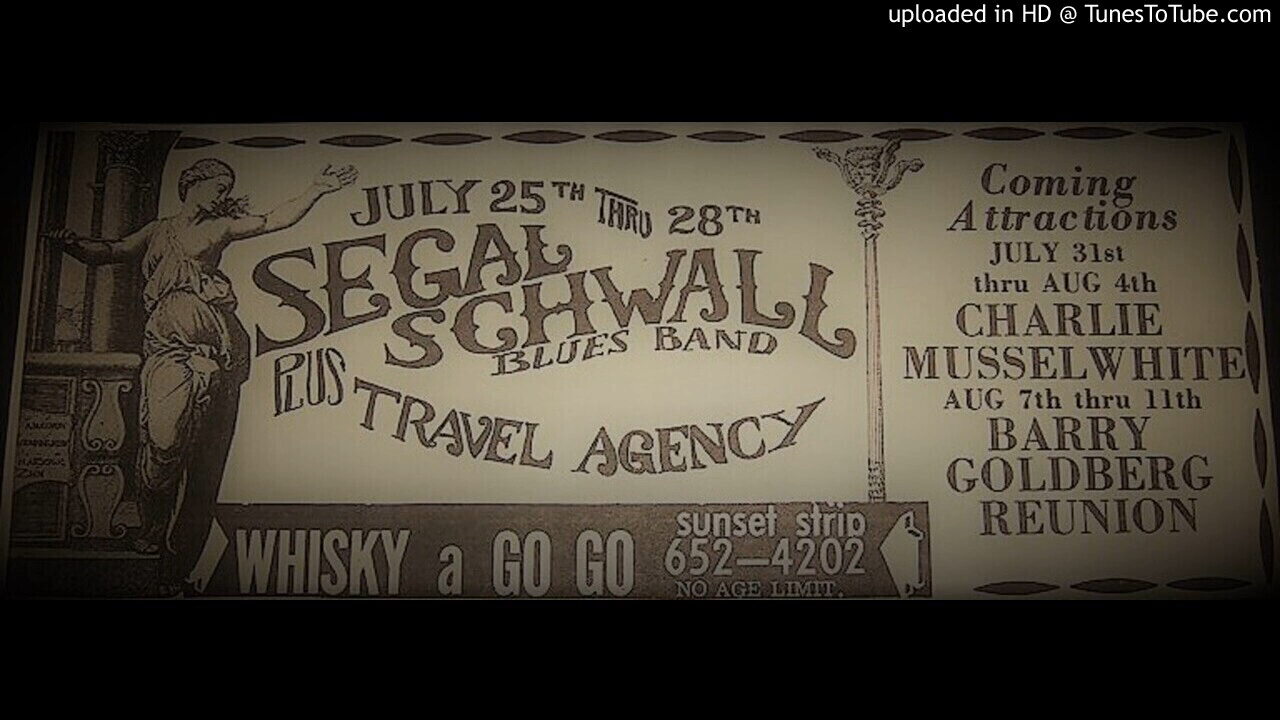 uploaded in HD @ TunesToTube.com
JULY 25TH THRU 28TH
SEGAL
SCHWALL
BLUES BAND
PLUS
TRAVEL AGENCY
WHISKY a GO GO
sunset strip
652-4202
NO AGE LIMIT.
Coming
Attractions
JULY 31st
thru AUG 4th
CHARLIE
MUSSELWHITE
AUG 7th thru 11th
BARRY
GOLDBERG
REUNION